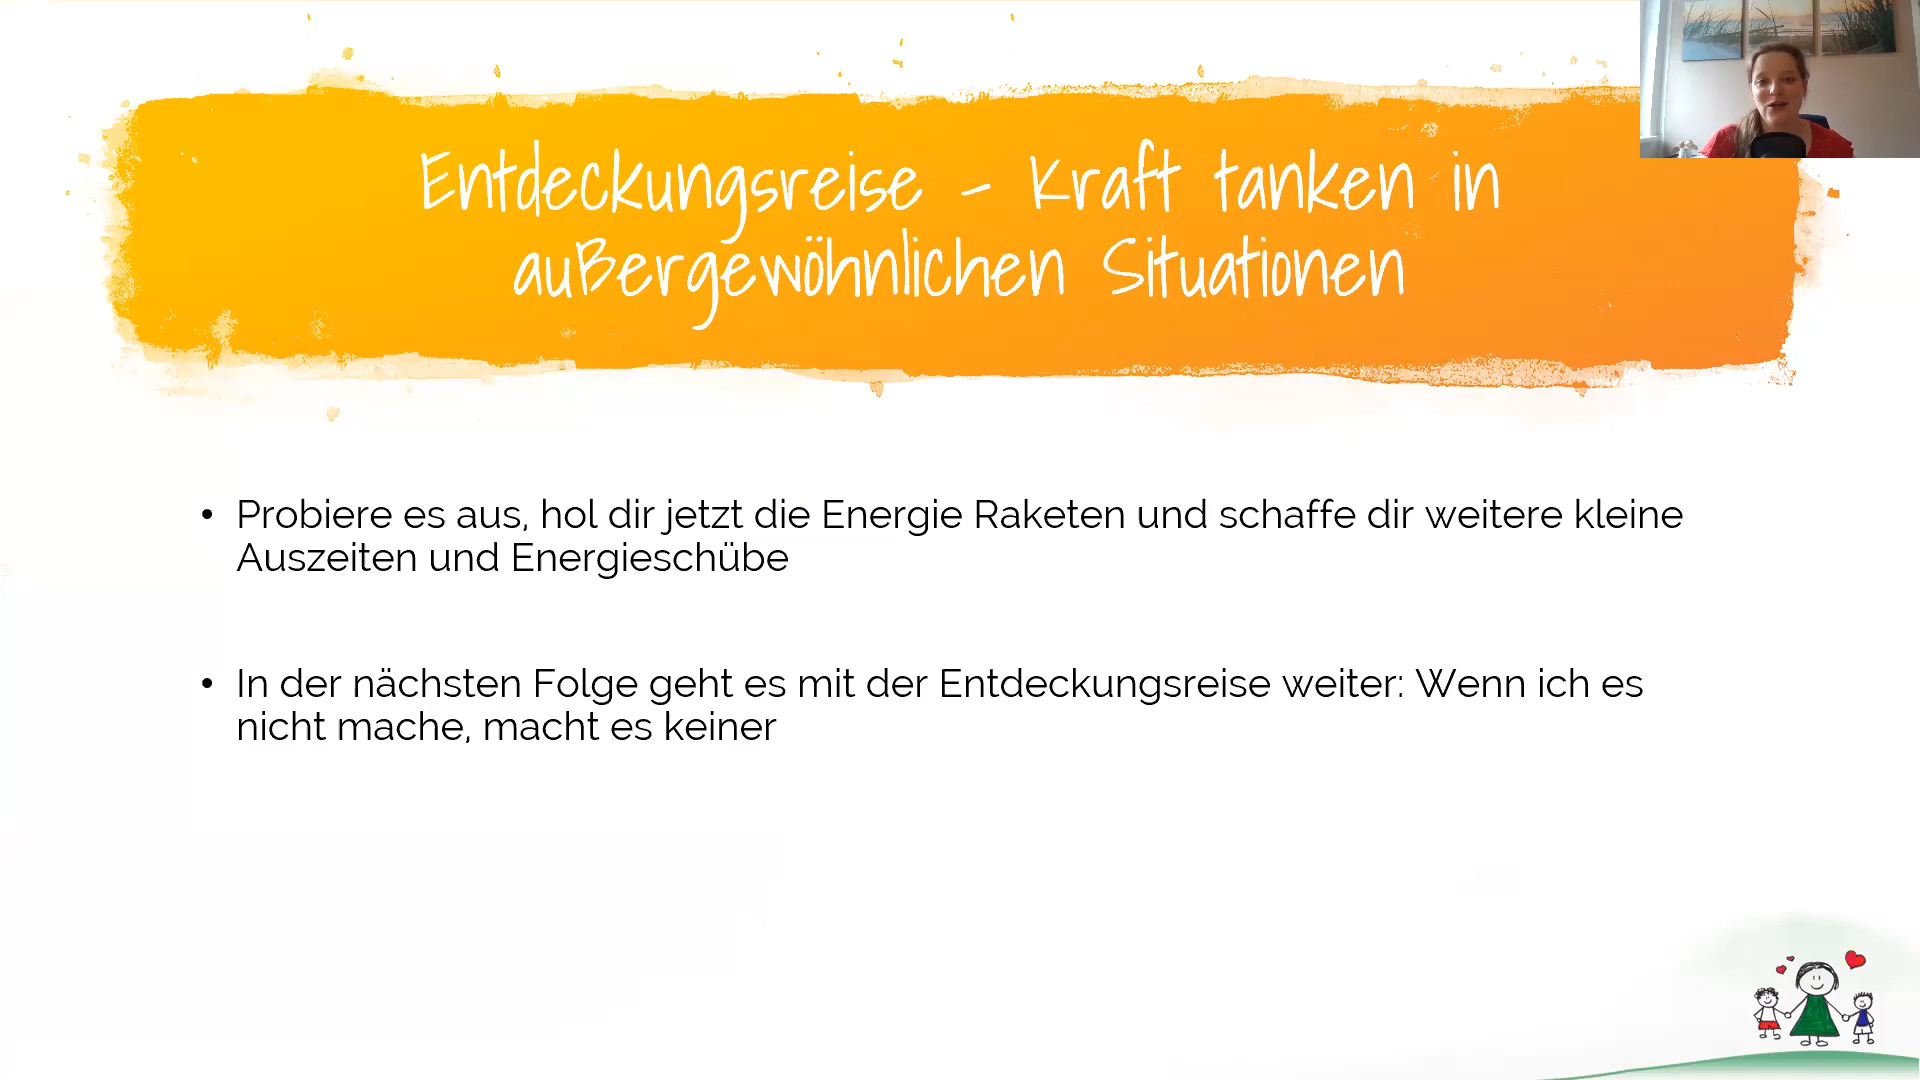 Entdeckungsreise - Kraft tanken in
außergewöhnlichen Situationen
• Probiere es aus, hol dir jetzt die Energie Raketen und schaffe dir weitere kleine
Auszeiten und Energieschübe
• In der nächsten Folge geht es mit der Entdeckungsreise weiter: Wenn ich es
nicht mache, macht es keiner